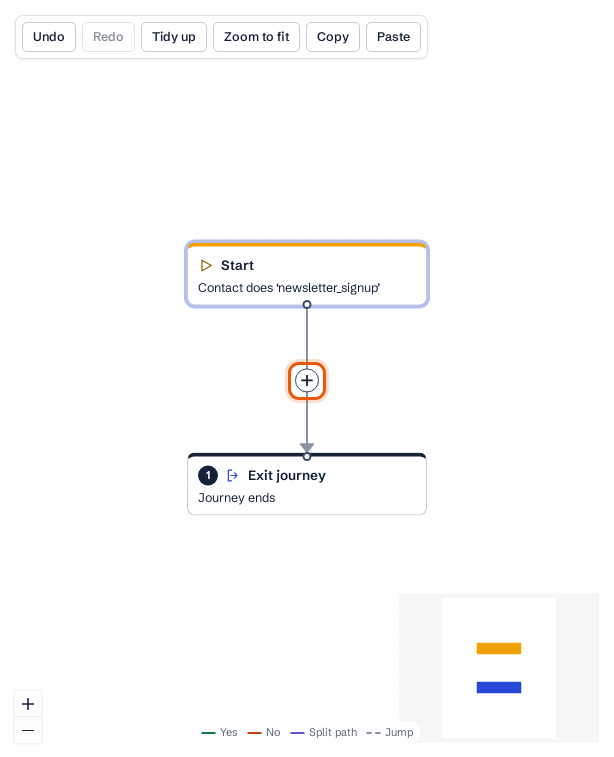 Undo Redo Tidy up Zoom to fit Copy Paste
Start
Contact does ‘newsletter_signup’
1 Exit journey
Journey ends
Yes No Split path Jump